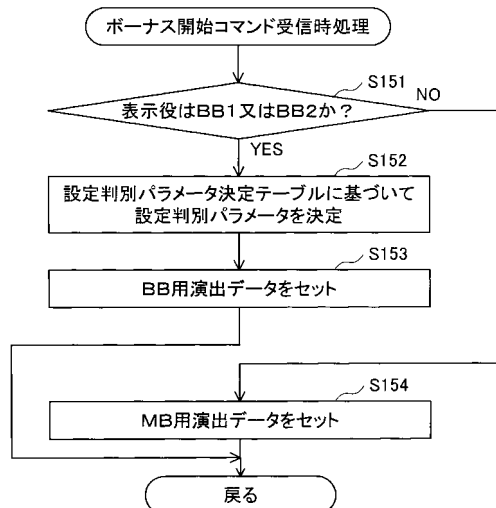 ボーナス開始コマンド受信時処理
S151
表示役はBB1又はBB2か?
NO
YES
S152
設定判別パラメータ決定テーブルに基づいて
設定判別パラメータを決定
S153
BB用演出データをセット
S154
MB用演出データをセット
戻る